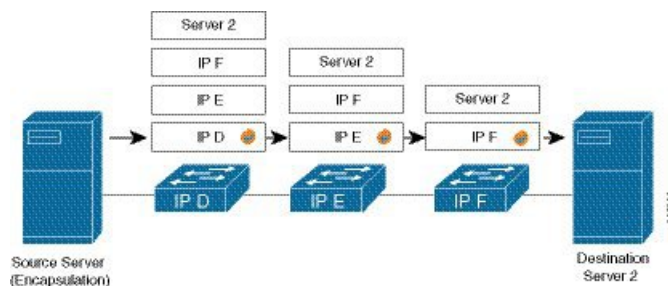 Server 2
IP F
IP E
IP D
Server 2
IP F
IP E
Server 2
IP F
IP D
IP E
IP F
Source Server
(Encapsulation)
Destination
Server 2